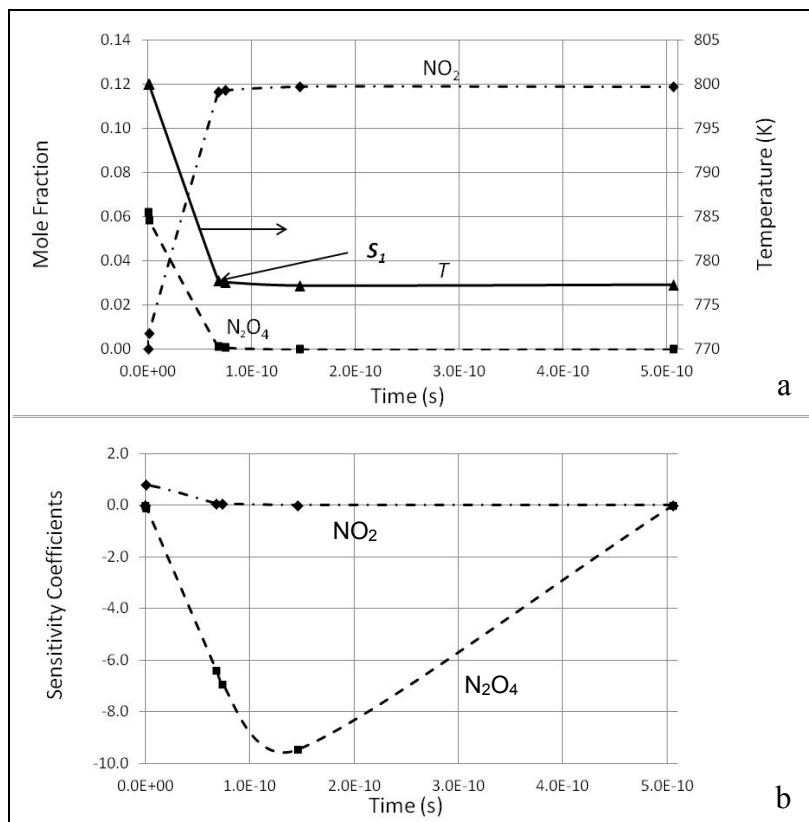 0.14 805
0.12 800
0.10 795
0.08 790
0.06 785
0.04 780
0.02 775
0.00 770
Mole Fraction
Temperature (K)
NO2
S1
T
N2O4
0.0E+00 1.0E-10 2.0E-10 3.0E-10 4.0E-10 5.0E-10
Time (s)
a
2.0
0.0
-2.0
-4.0
-6.0
-8.0
-10.0
Sensitivity Coefficients
NO2
N2O4
0.0E+00 1.0E-10 2.0E-10 3.0E-10 4.0E-10 5.0E-10
Time (s)
b